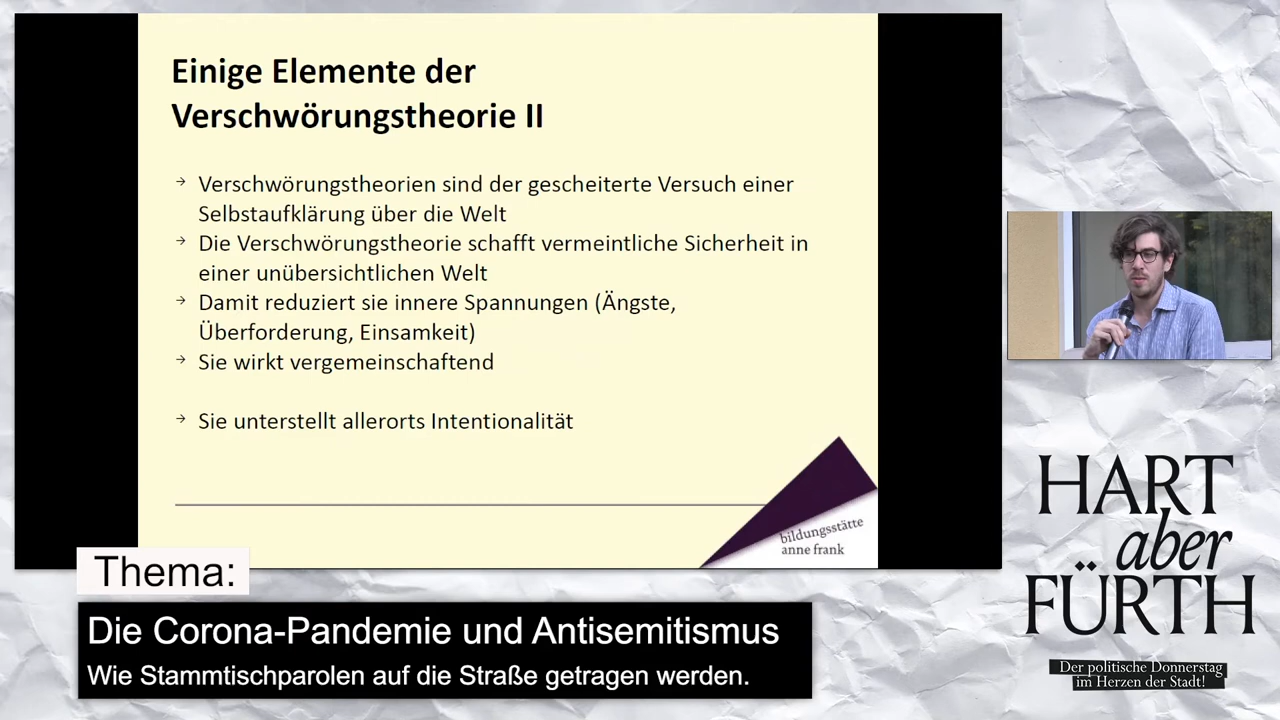 Einige Elemente der
Verschwörungstheorie II
→ Verschwörungstheorien sind der gescheiterte Versuch einer
Selbstaufklärung über die Welt
→ Die Verschwörungstheorie schafft vermeintliche Sicherheit in
einer unübersichtlichen Welt
→ Damit reduziert sie innere Spannungen (Ängste,
Überforderung, Einsamkeit)
→ Sie wirkt vergemeinschaftend
→ Sie unterstellt allerorts Intentionalität
bildungsstätte
anne frank
Thema:
Die Corona-Pandemie und Antisemitismus
Wie Stammtischparolen auf die Straße getragen werden.
HART
aber
FÜRTH
Der politische Donnerstag
im Herzen der Stadt!